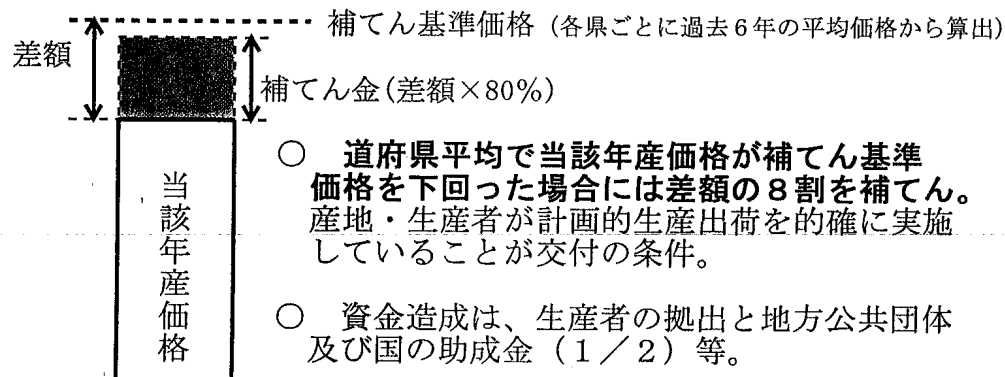 補てん基準価格(各県ごとに過去6年の平均価格から算出)
差額
補てん金(差額×80%)
○ 道府県平均で当該年産価格が補てん基準
価格を下回った場合には差額の8割を補てん。
産地・生産者が計画的生産出荷を的確に実施
していることが交付の条件。
○ 資金造成は、生産者の拠出と地方公共団体
及び国の助成金(1/2)等。
当該年産価格